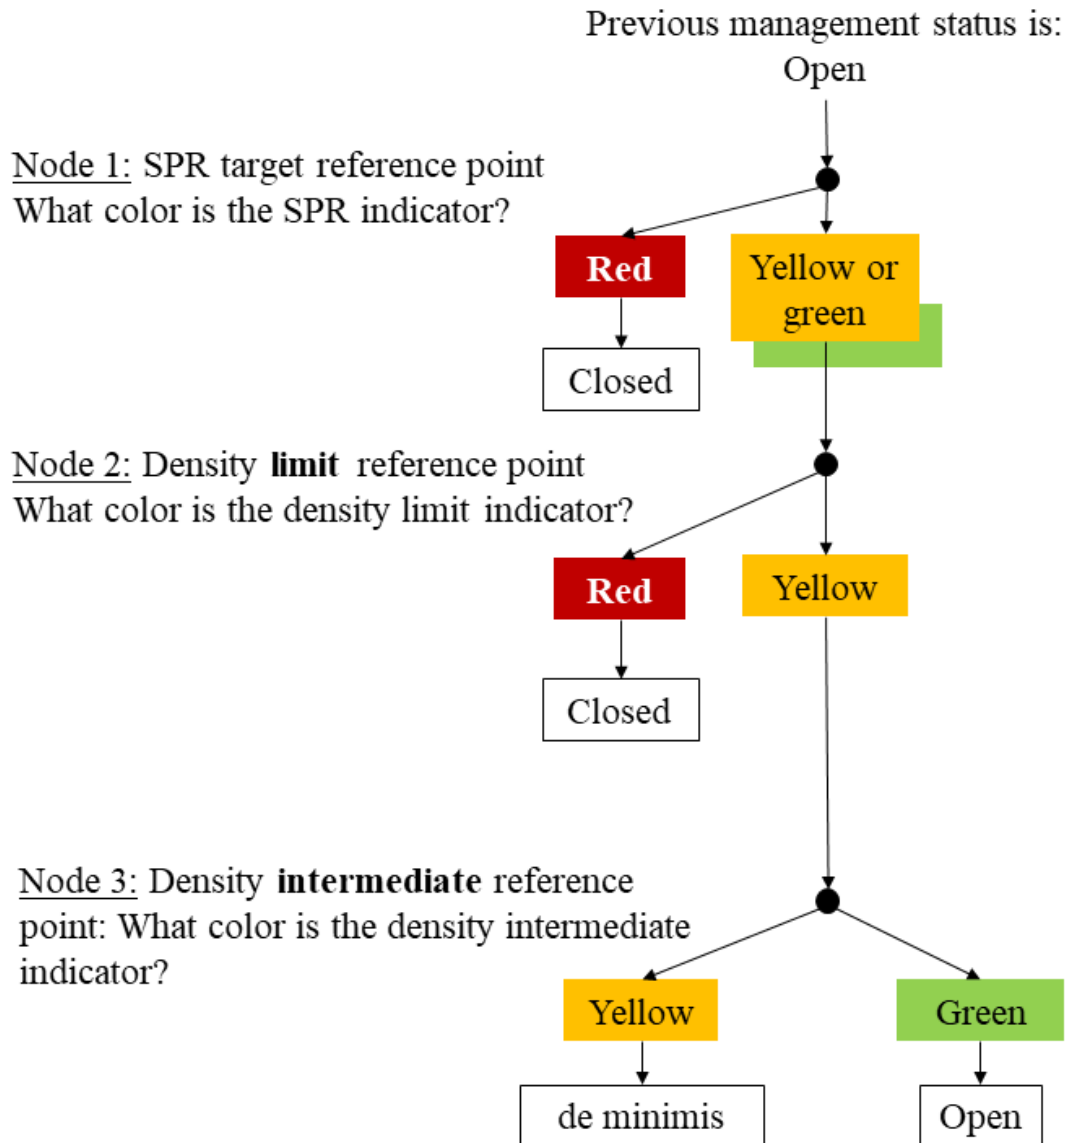 Previous management status is:
Open
Node 1: SPR target reference point
What color is the SPR indicator?
Red
Yellow or
green
Closed
Node 2: Density limit reference point
What color is the density limit indicator?
Red
Yellow
Closed
Node 3: Density intermediate reference
point: What color is the density intermediate
indicator?
Yellow
Green
de minimis
Open